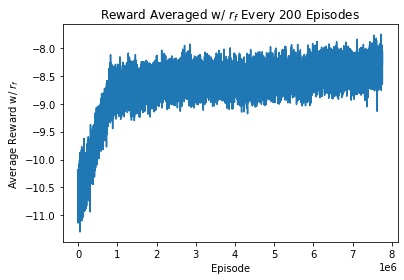 Reward Averaged w/ r_f Every 200 Episodes
Average Reward w/ r_f
−8.0
−8.5
−9.0
−9.5
−10.0
−10.5
−11.0
0 1 2 3 4 5 6 7 8
1e6
Episode